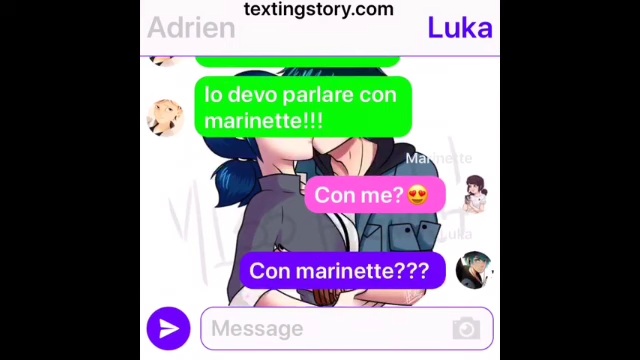 textingstory.com
Adrien
Luka
Io devo parlare con
marinette!!!
Marinette
Con me?😍
Luka
Con marinette???
Message